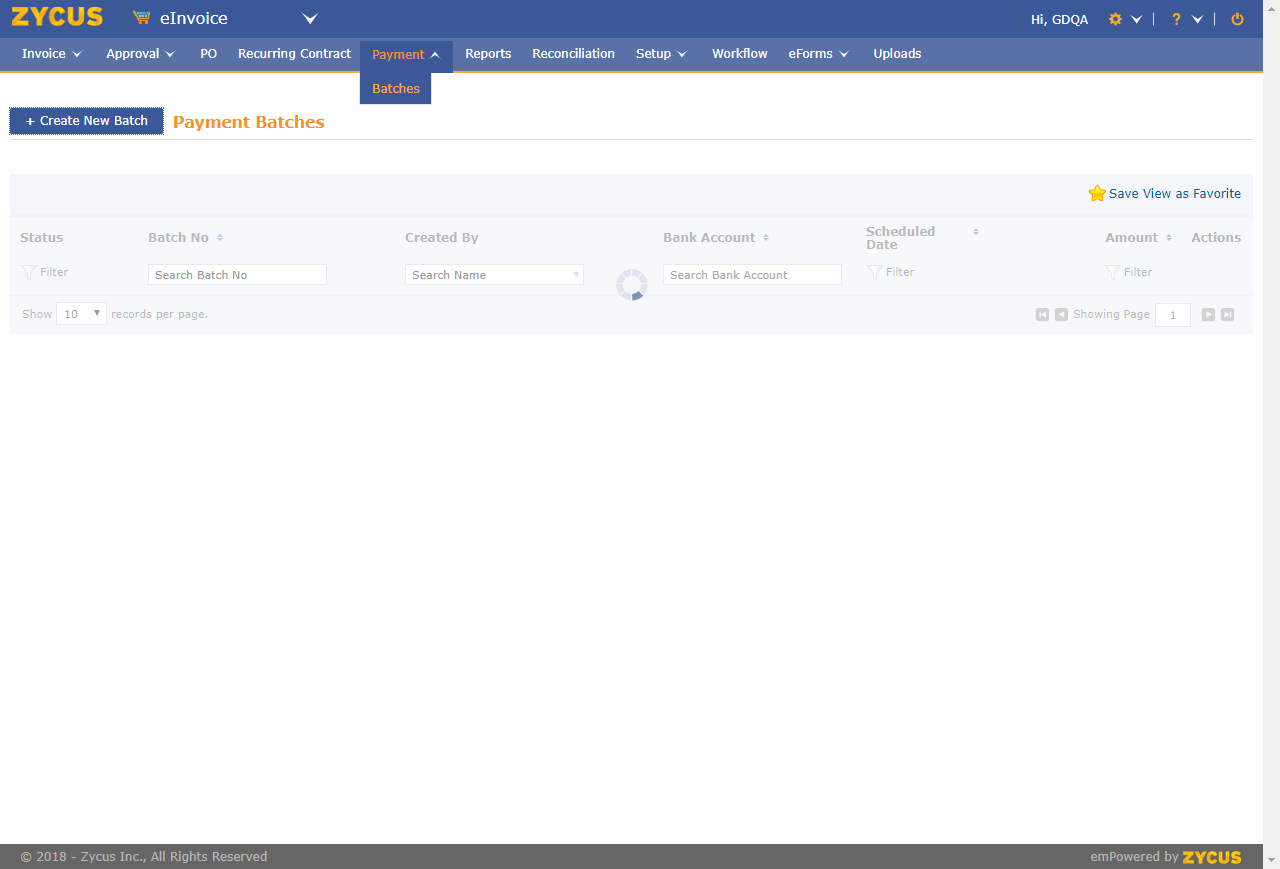 ZYCUS eInvoice Hi, GDQA ?
Invoice Approval PO Recurring Contract Payment Reports Reconciliation Setup Workflow eForms Uploads
Batches
+ Create New Batch Payment Batches
Save View as Favorite
Status Batch No Created By Bank Account Scheduled Date Amount Actions
Filter Search Batch No Search Name Search Bank Account Filter Filter
Show 10 records per page. Showing Page 1
© 2018 - Zycus Inc., All Rights Reserved emPowered by ZYCUS